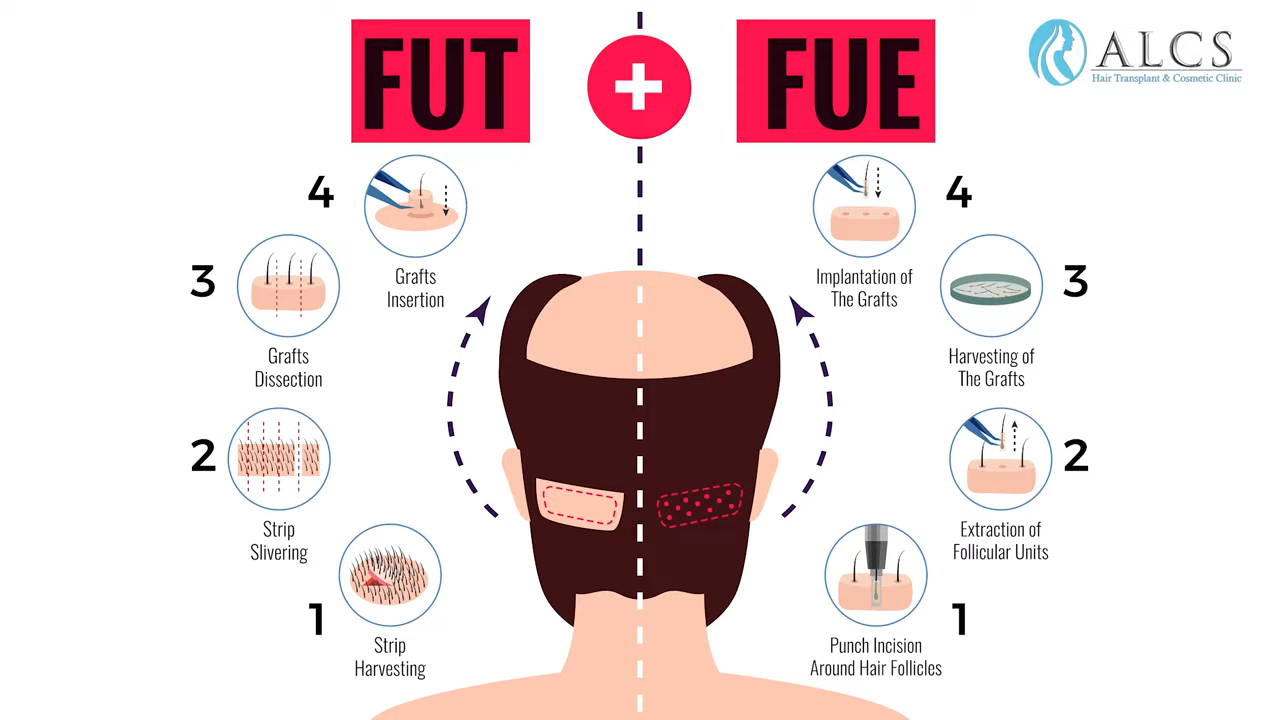 FUT
FUE
ALCS
Hair Transplant & Cosmetic Clinic
4
Grafts
Insertion
3
Grafts
Dissection
2
Strip
Slivering
1
Strip
Harvesting
4
Implantation of
The Grafts
3
Harvesting of
The Grafts
2
Extraction of
Follicular Units
1
Punch Incision
Around Hair Follicles